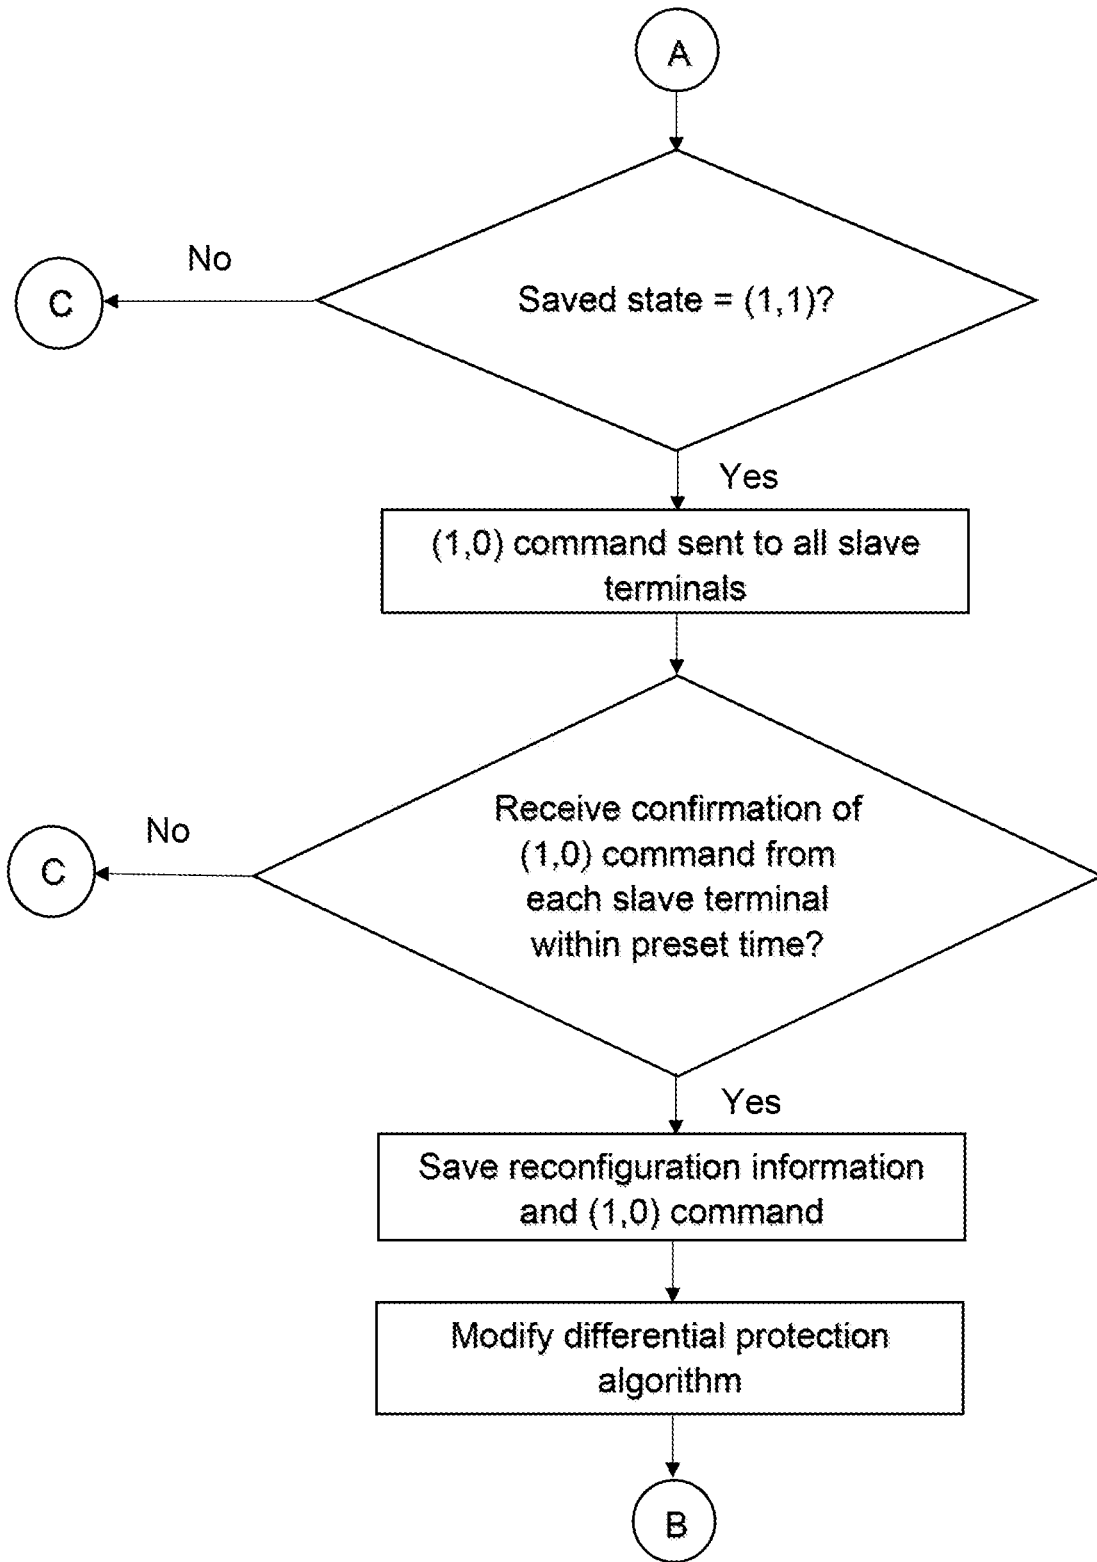 A
No
C
Saved state = (1,1)?
Yes
(1,0) command sent to all slave
terminals
Receive confirmation of
(1,0) command from
each slave terminal
within preset time?
No
C
Yes
Save reconfiguration information
and (1,0) command
Modify differential protection
algorithm
B